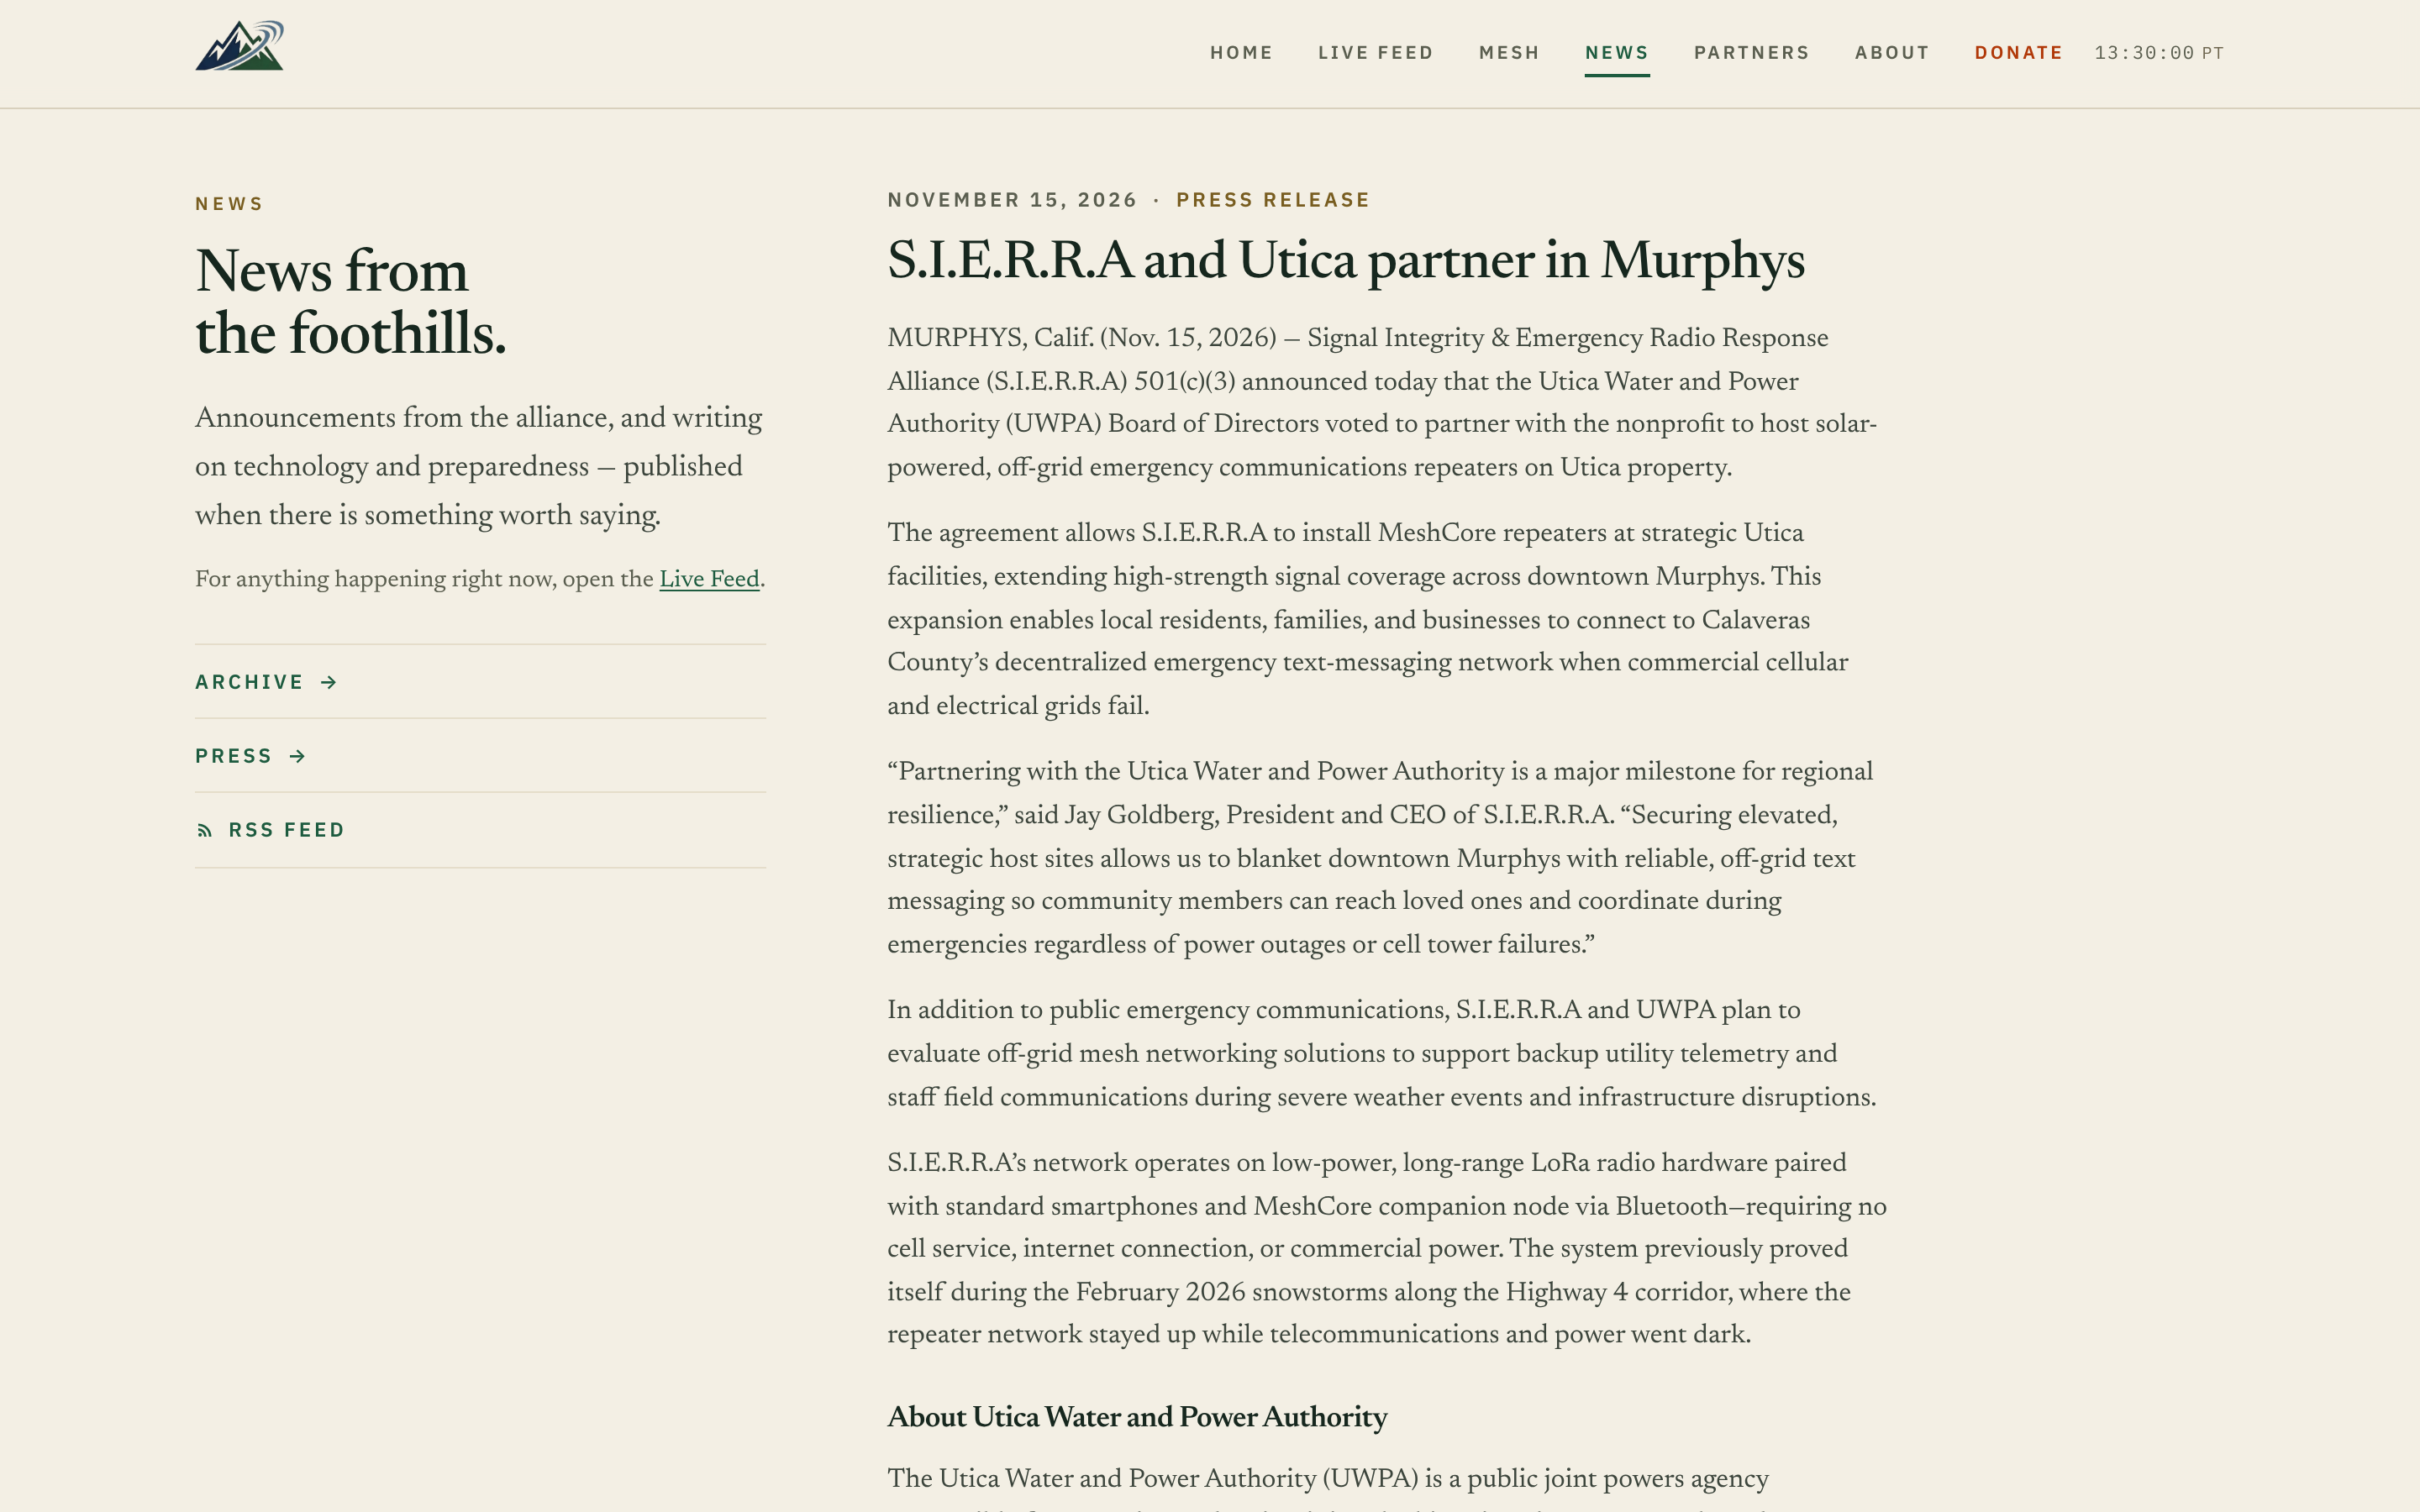 HOME LIVE FEED MESH NEWS PARTNERS ABOUT DONATE 13:30:00 PT
NEWS
News from
the foothills.
Announcements from the alliance, and writing
on technology and preparedness — published
when there is something worth saying.
For anything happening right now, open the Live Feed.
ARCHIVE →
PRESS →
RSS FEED
NOVEMBER 15, 2026 · PRESS RELEASE
S.I.E.R.R.A and Utica partner in Murphys
MURPHYS, Calif. (Nov. 15, 2026) — Signal Integrity & Emergency Radio Response
Alliance (S.I.E.R.R.A) 501(c)(3) announced today that the Utica Water and Power
Authority (UWPA) Board of Directors voted to partner with the nonprofit to host solar-
powered, off-grid emergency communications repeaters on Utica property.
The agreement allows S.I.E.R.R.A to install MeshCore repeaters at strategic Utica
facilities, extending high-strength signal coverage across downtown Murphys. This
expansion enables local residents, families, and businesses to connect to Calaveras
County’s decentralized emergency text-messaging network when commercial cellular
and electrical grids fail.
“Partnering with the Utica Water and Power Authority is a major milestone for regional
resilience,” said Jay Goldberg, President and CEO of S.I.E.R.R.A. “Securing elevated,
strategic host sites allows us to blanket downtown Murphys with reliable, off-grid text
messaging so community members can reach loved ones and coordinate during
emergencies regardless of power outages or cell tower failures.”
In addition to public emergency communications, S.I.E.R.R.A and UWPA plan to
evaluate off-grid mesh networking solutions to support backup utility telemetry and
staff field communications during severe weather events and infrastructure disruptions.
S.I.E.R.R.A’s network operates on low-power, long-range LoRa radio hardware paired
with standard smartphones and MeshCore companion node via Bluetooth—requiring no
cell service, internet connection, or commercial power. The system previously proved
itself during the February 2026 snowstorms along the Highway 4 corridor, where the
repeater network stayed up while telecommunications and power went dark.
About Utica Water and Power Authority
The Utica Water and Power Authority (UWPA) is a public joint powers agency